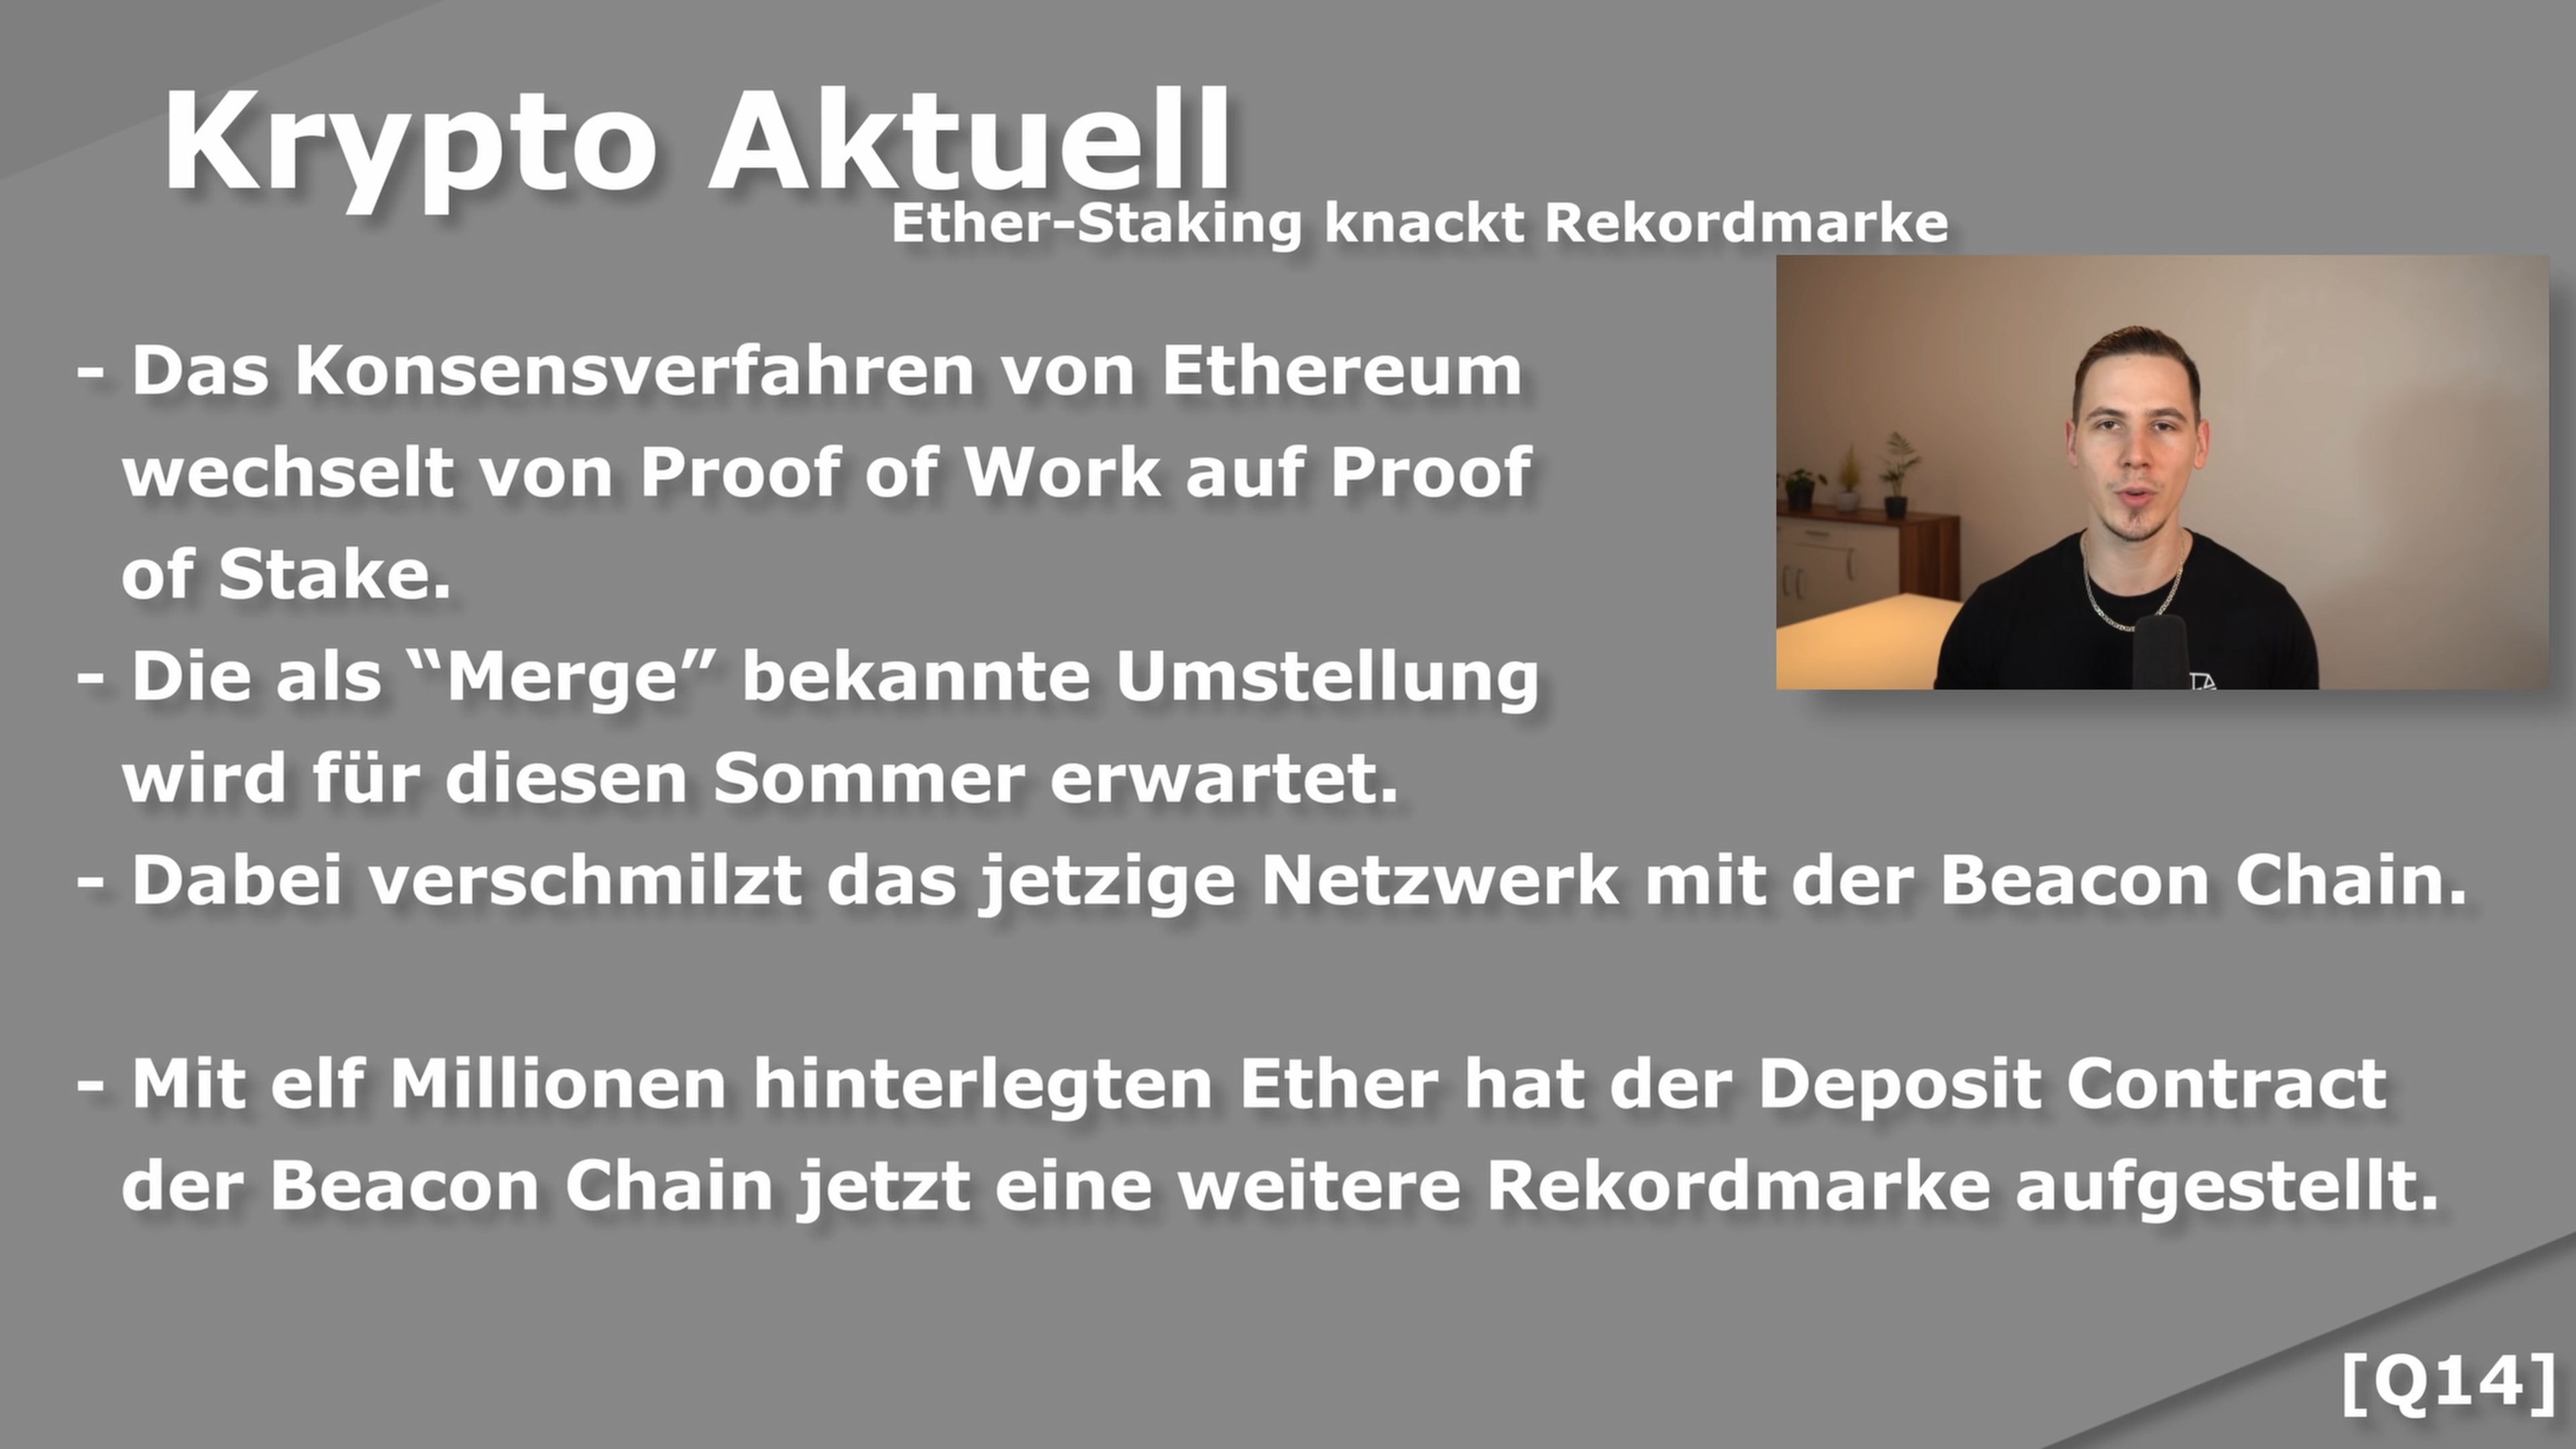 Krypto Aktuell
Ether-Staking knackt Rekordmarke
- Das Konsensverfahren von Ethereum
wechselt von Proof of Work auf Proof
of Stake.
- Die als “Merge” bekannte Umstellung
wird für diesen Sommer erwartet.
- Dabei verschmilzt das jetzige Netzwerk mit der Beacon Chain.
- Mit elf Millionen hinterlegten Ether hat der Deposit Contract
der Beacon Chain jetzt eine weitere Rekordmarke aufgestellt.
[Q14]